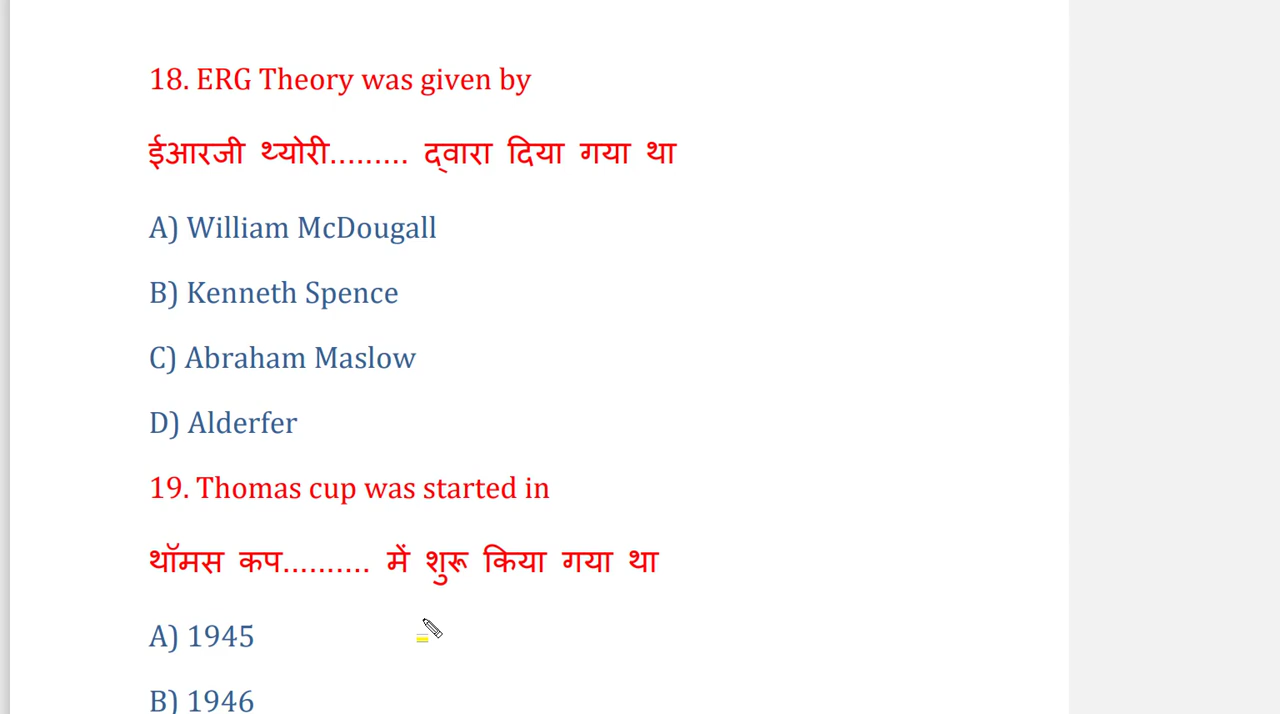 18. ERG Theory was given by
ईआरजी थ्योरी......... द्वारा दिया गया था
A) William McDougall
B) Kenneth Spence
C) Abraham Maslow
D) Alderfer
19. Thomas cup was started in
थॉमस कप.......... में शुरू किया गया था
A) 1945
B) 1946